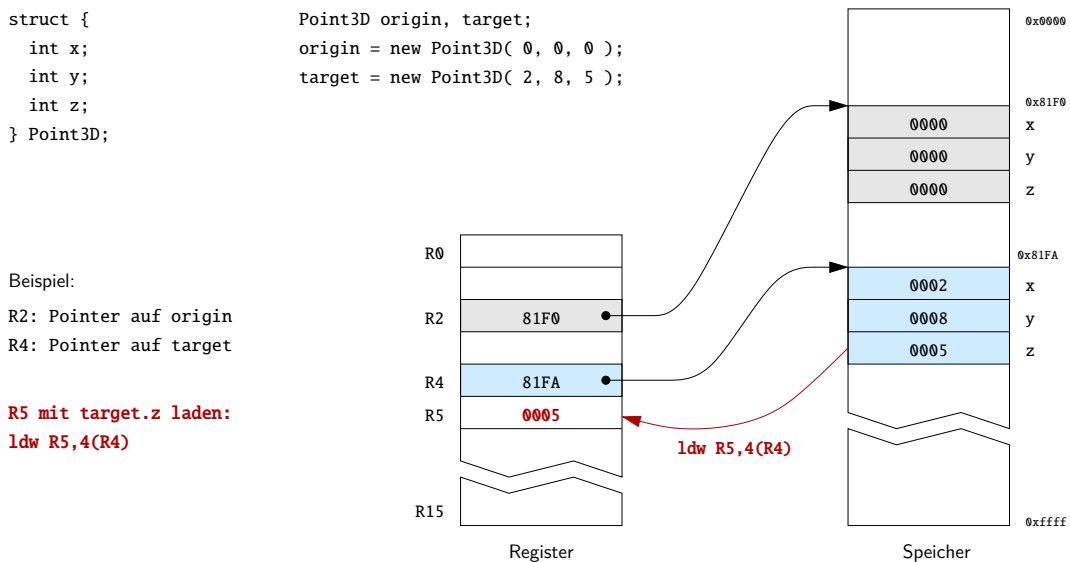 struct {
int x;
int y;
int z;
} Point3D;
Point3D origin, target;
origin = new Point3D( 0, 0, 0 );
target = new Point3D( 2, 8, 5 );
Beispiel:
R2: Pointer auf origin
R4: Pointer auf target
R5 mit target.z laden:
ldw R5,4(R4)
R0
R2 81F0
R4 81FA
R5 0005
R15
Register
ldw R5,4(R4)
0x0000
0x81F0
0000 x
0000 y
0000 z
0x81FA
0002 x
0008 y
0005 z
0xffff
Speicher